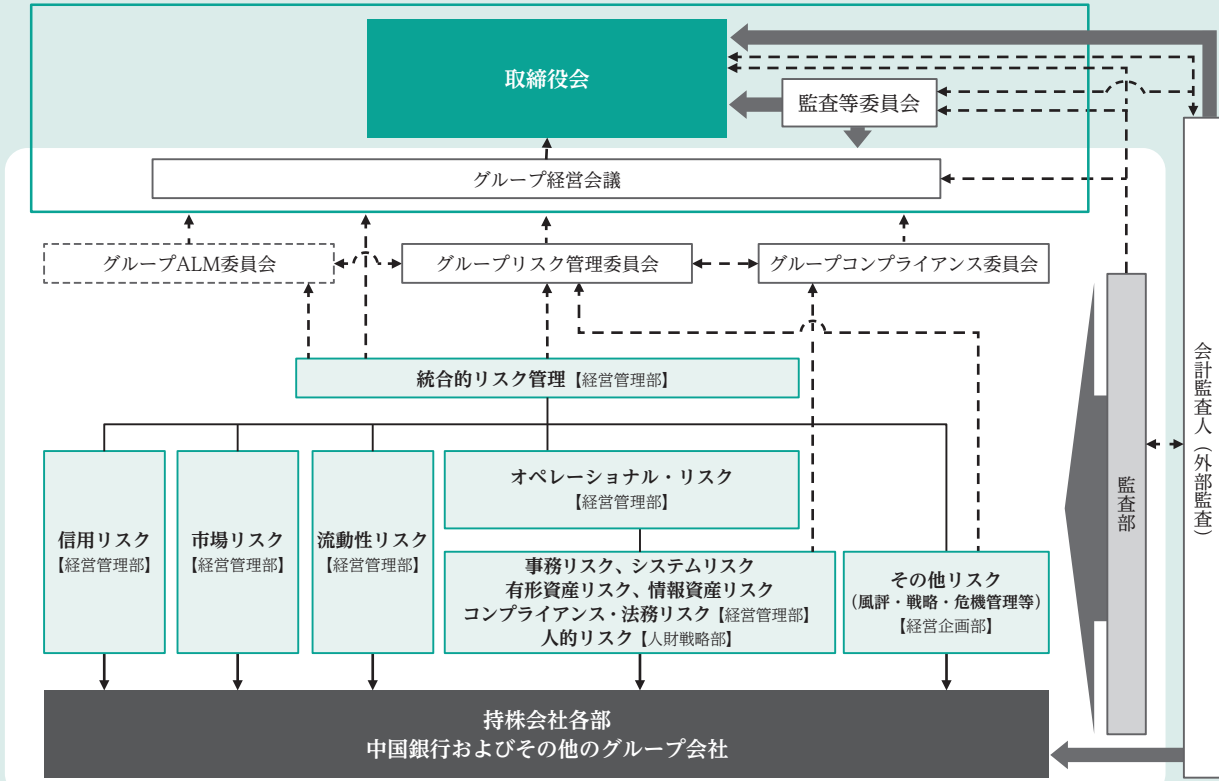 取締役会
監査等委員会
グループ経営会議
グループALM委員会
グループリスク管理委員会
グループコンプライアンス委員会
統合的リスク管理【経営管理部】
信用リスク
【経営管理部】
市場リスク
【経営管理部】
流動性リスク
【経営管理部】
オペレーショナル・リスク
【経営管理部】
事務リスク、システムリスク
有形資産リスク、情報資産リスク
コンプライアンス・法務リスク【経営管理部】
人的リスク【人財戦略部】
その他リスク
(風評・戦略・危機管理等)
【経営企画部】
監査部
会計監査人（外部監査）
持株会社各部
中国銀行およびその他のグループ会社